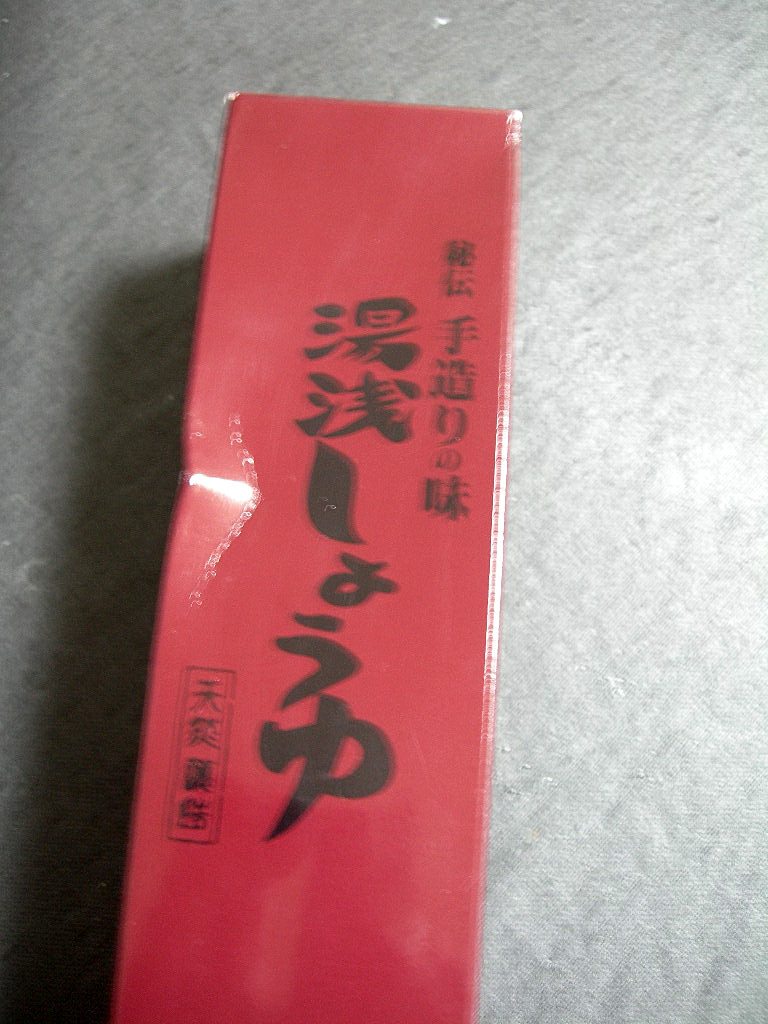 秘伝 手造りの味
湯浅しょうゆ
天然醸造